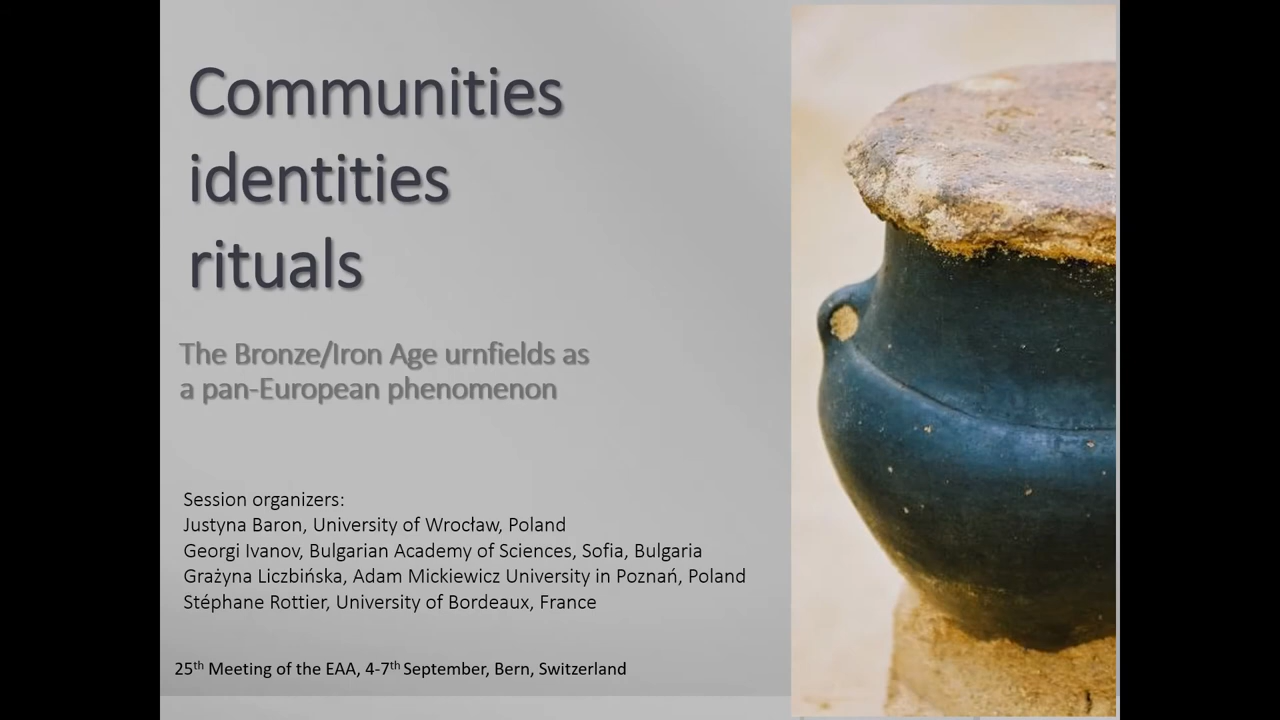 Communities
identities
rituals
The Bronze/Iron Age urnfields as
a pan-European phenomenon
Session organizers:
Justyna Baron, University of Wrocław, Poland
Georgi Ivanov, Bulgarian Academy of Sciences, Sofia, Bulgaria
Grażyna Liczbińska, Adam Mickiewicz University in Poznań, Poland
Stéphane Rottier, University of Bordeaux, France
25th Meeting of the EAA, 4-7th September, Bern, Switzerland